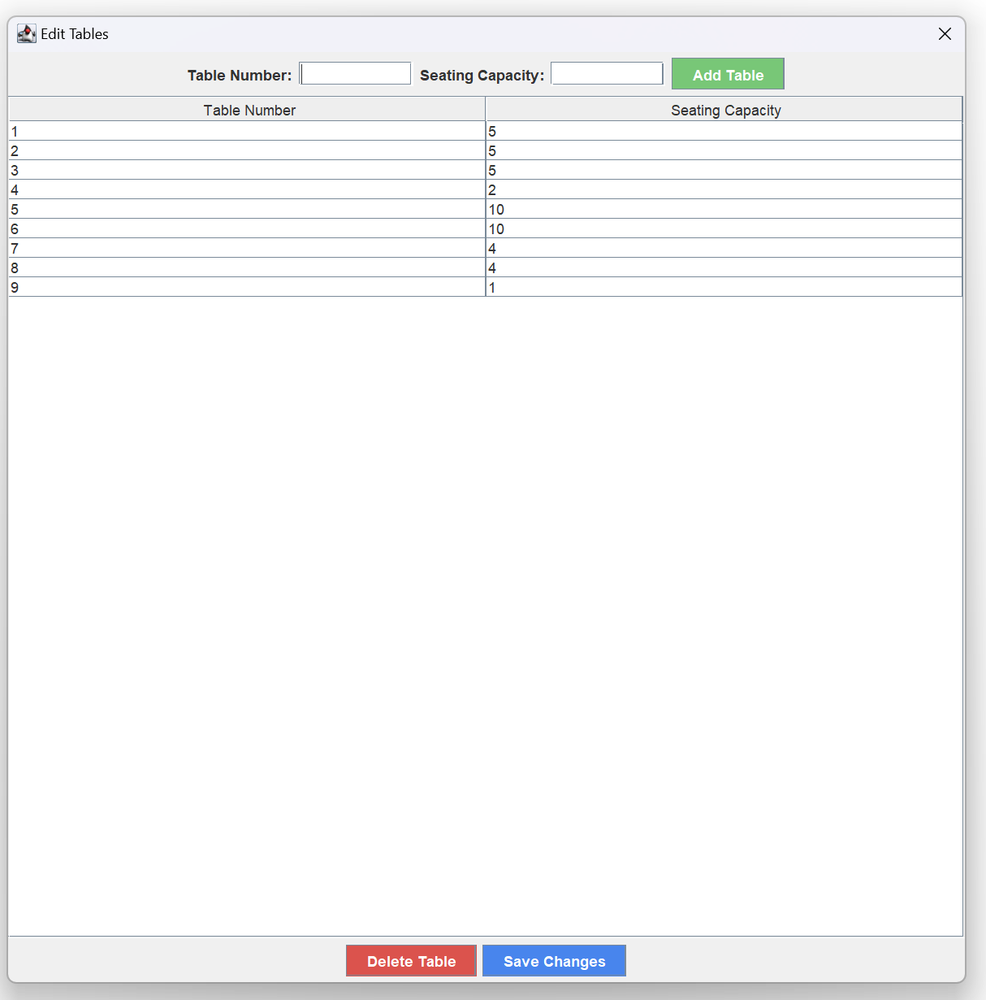 Edit Tables
Table Number: Seating Capacity: Add Table
Table Number Seating Capacity
1 5
2 5
3 5
4 2
5 10
6 10
7 4
8 4
9 1
Delete Table Save Changes